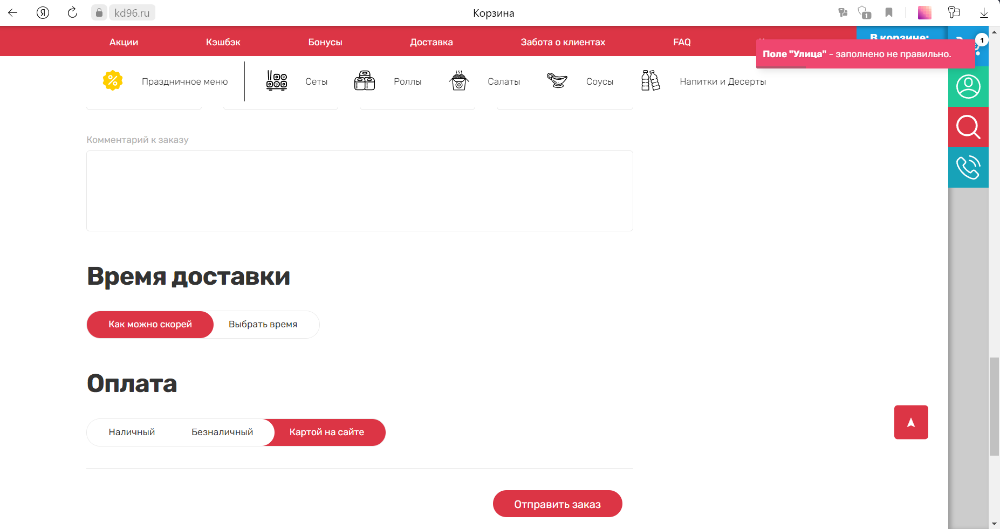 kd96.ru
Корзина
1
Акции
Кэшбэк
Бонусы
Доставка
Забота о клиентах
FAQ
В корзине:
1
Поле "Улица" - заполнено не правильно.
Праздничное меню
Сеты
Роллы
Салаты
Соусы
Напитки и Десерты
Комментарий к заказу
Время доставки
Как можно скорей
Выбрать время
Оплата
Наличный
Безналичный
Картой на сайте
Отправить заказ